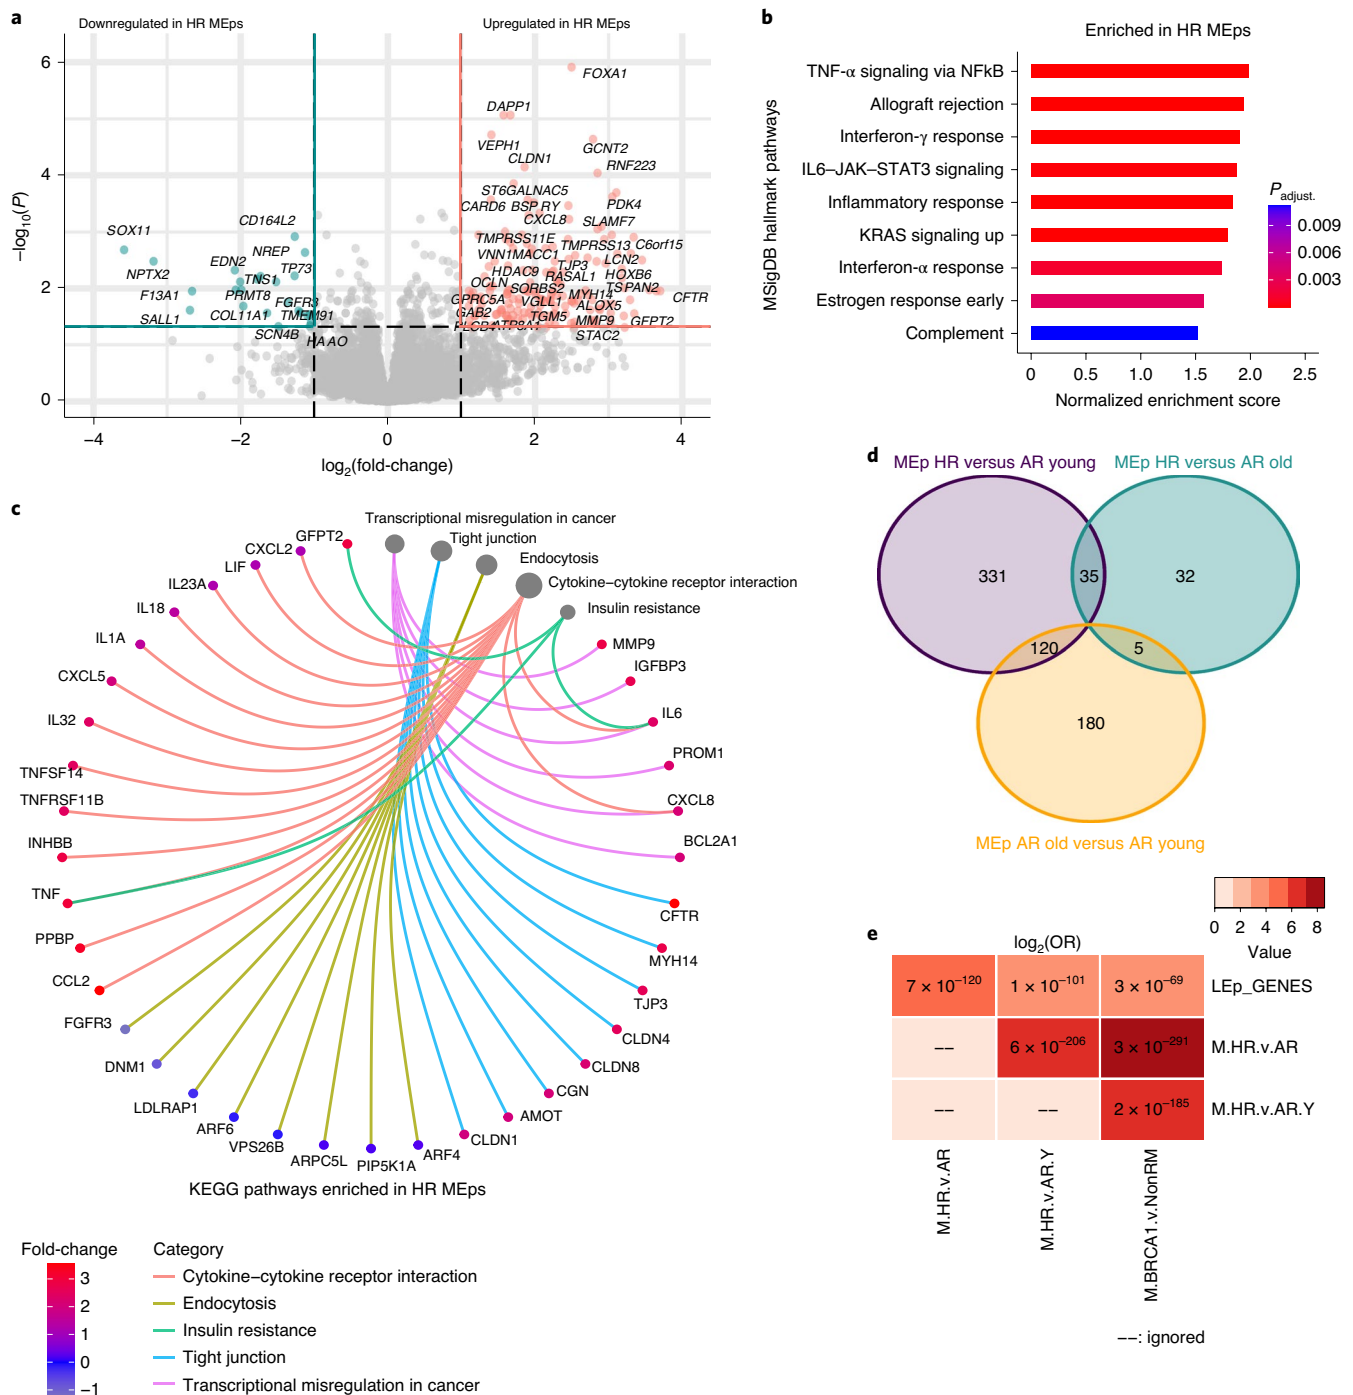 a
Downregulated in HR MEps
Upregulated in HR MEps
6
4
2
0
−log10(P)
−4
−2
0
2
4
log2(fold-change)
FOXA1
DAPP1
VEPH1
GCNT2
CLDN1
RNF223
ST6GALNAC5
CARD6
BSPRY
PDK4
CXCL8
SLAMF7
TMPRSS11E
TMPRSS13
C6orf15
VNN1
MACC1
LCN2
TJP3
HDAC9
RASAL1
HOXB6
OCLN
SORBS2
TSPAN2
GPRC5A
VGLL1
MYH14
CFTR
GAB2
TGM5
ALOX5
MMP9
GFPT2
PLCB4
ATP8A1
STAC2
SOX11
CD164L2
NREP
NPTX2
EDN2
TP73
TNS1
F13A1
PRMT8
FGFR3
SALL1
COL11A1
TMEM91
SCN4B
HAAO
b
Enriched in HR MEps
MSigDB hallmark pathways
TNF-α signaling via NFkB
Allograft rejection
Interferon-γ response
IL6–JAK–STAT3 signaling
Inflammatory response
KRAS signaling up
Interferon-α response
Estrogen response early
Complement
0
0.5
1.0
1.5
2.0
2.5
Normalized enrichment score
Padjust.
0.009
0.006
0.003
c
Transcriptional misregulation in cancer
Tight junction
Endocytosis
Cytokine–cytokine receptor interaction
Insulin resistance
GFPT2
CXCL2
LIF
IL23A
IL18
IL1A
CXCL5
IL32
TNFSF14
TNFRSF11B
INHBB
TNF
PPBP
CCL2
FGFR3
DNM1
LDLRAP1
ARF6
VPS26B
ARPC5L
PIP5K1A
ARF4
CLDN1
AMOT
CGN
CLDN8
CLDN4
TJP3
MYH14
CFTR
BCL2A1
CXCL8
PROM1
IL6
IGFBP3
MMP9
KEGG pathways enriched in HR MEps
Fold-change
3
2
1
0
−1
Category
Cytokine–cytokine receptor interaction
Endocytosis
Insulin resistance
Tight junction
Transcriptional misregulation in cancer
d
MEp HR versus AR young
MEp HR versus AR old
331
35
32
120
5
180
MEp AR old versus AR young
e
0
2
4
6
8
Value
log2(OR)
7 × 10−120
1 × 10−101
3 × 10−69
LEp_GENES
−−
6 × 10−206
3 × 10−291
M.HR.v.AR
−−
−−
2 × 10−185
M.HR.v.AR.Y
M.HR.v.AR
M.HR.v.AR.Y
M.BRCA1.v.NonRM
−−: ignored